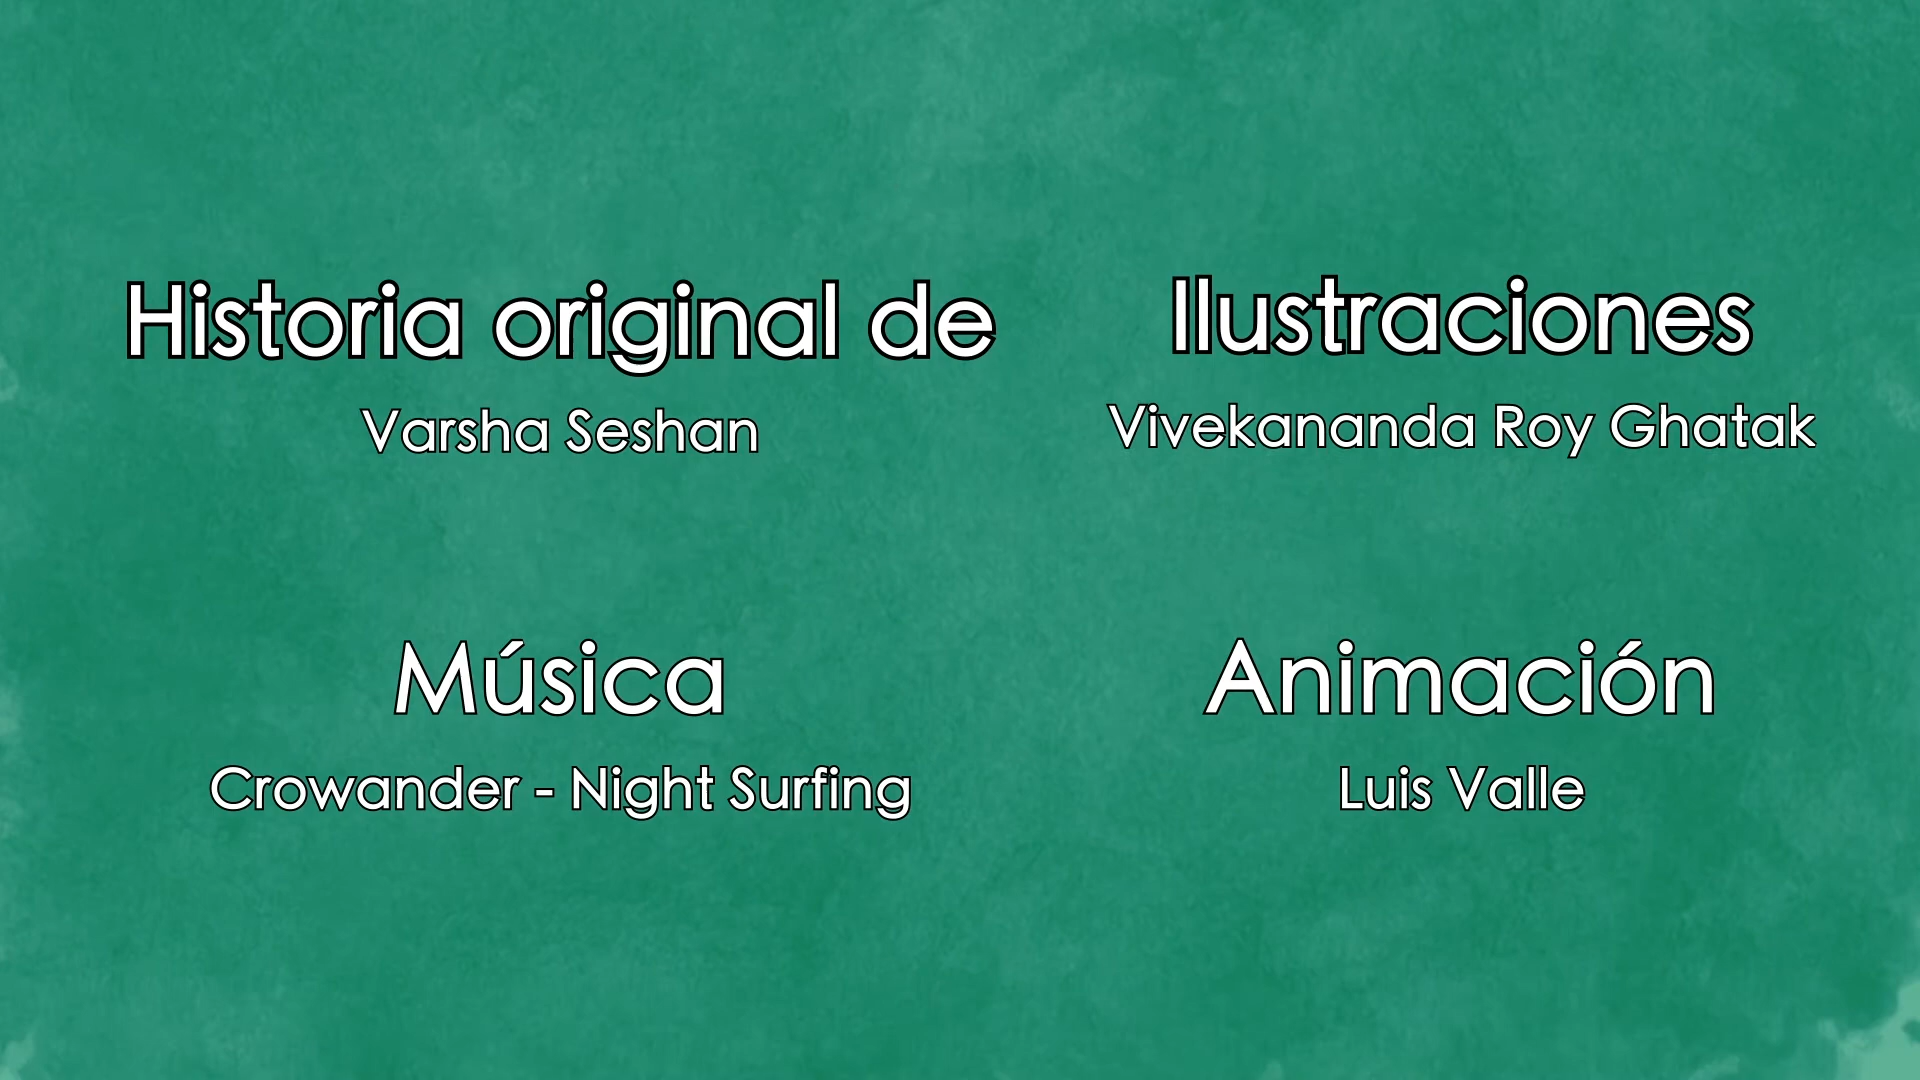 Historia original de
Varsha Seshan
Ilustraciones
Vivekananda Roy Ghatak
Música
Crowander - Night Surfing
Animación
Luis Valle